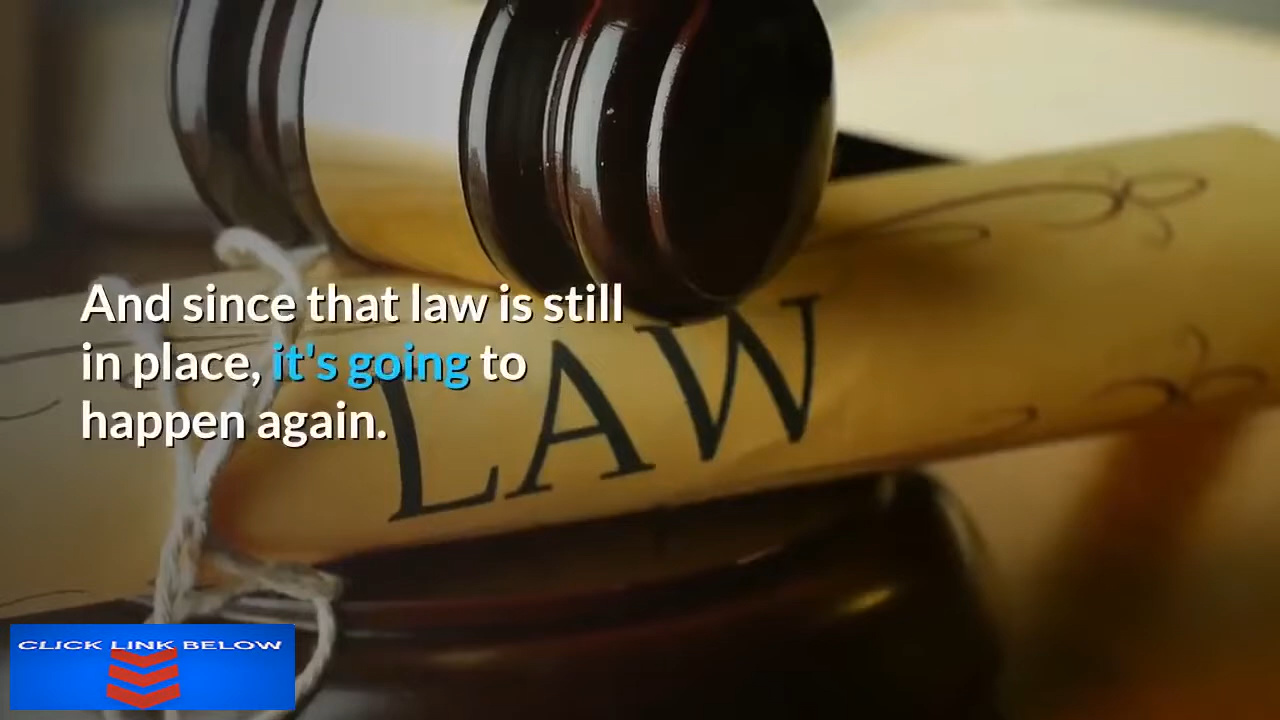 And since that law is still
in place, it's going to
happen again.
LAW
CLICK LINK BELOW